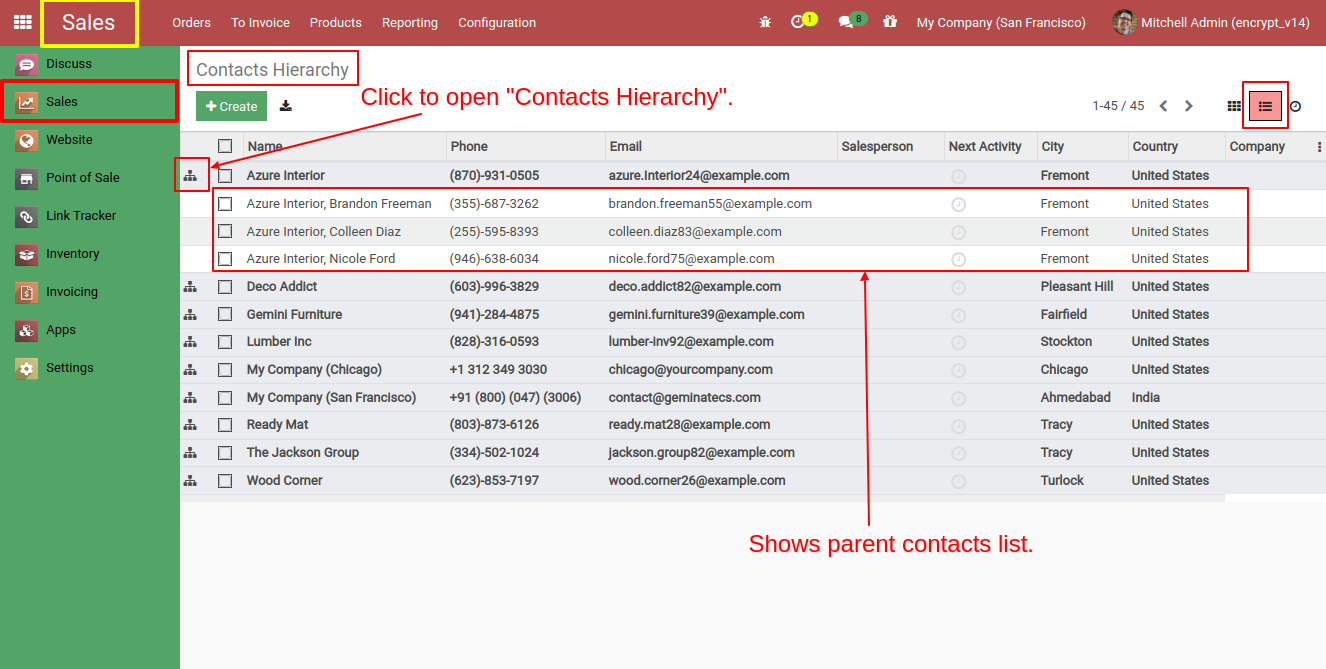 Sales Orders To Invoice Products Reporting Configuration 1 8 My Company (San Francisco) Mitchell Admin (encrypt_v14)
Discuss
Sales
Website
Point of Sale
Link Tracker
Inventory
Invoicing
Apps
Settings
Contacts Hierarchy
Create
Click to open "Contacts Hierarchy".
1-45 / 45
Name Phone Email Salesperson Next Activity City Country Company
Azure Interior (870)-931-0505 azure.Interior24@example.com Fremont United States
Azure Interior, Brandon Freeman (355)-687-3262 brandon.freeman55@example.com Fremont United States
Azure Interior, Colleen Diaz (255)-595-8393 colleen.diaz83@example.com Fremont United States
Azure Interior, Nicole Ford (946)-638-6034 nicole.ford75@example.com Fremont United States
Deco Addict (603)-996-3829 deco.addict82@example.com Pleasant Hill United States
Gemini Furniture (941)-284-4875 gemini.furniture39@example.com Fairfield United States
Lumber Inc (828)-316-0593 lumber-inv92@example.com Stockton United States
My Company (Chicago) +1 312 349 3030 chicago@yourcompany.com Chicago United States
My Company (San Francisco) +91 (800) (047) (3006) contact@geminatecs.com Ahmedabad India
Ready Mat (803)-873-6126 ready.mat28@example.com Tracy United States
The Jackson Group (334)-502-1024 jackson.group82@example.com Tracy United States
Wood Corner (623)-853-7197 wood.corner26@example.com Turlock United States
Shows parent contacts list.